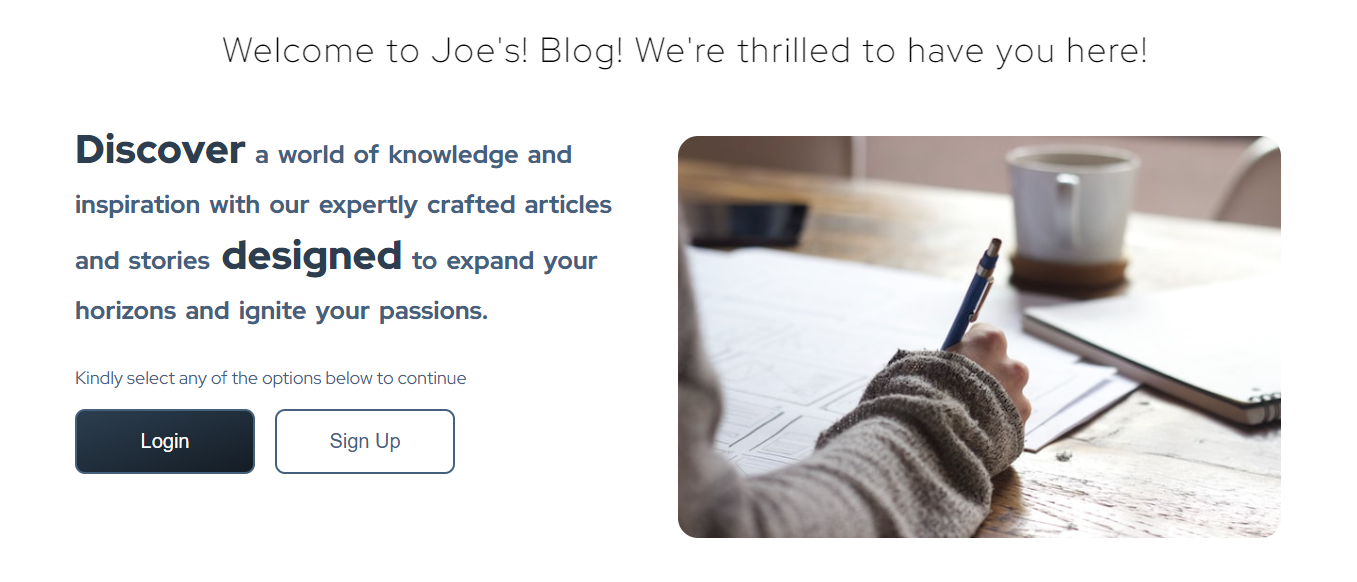 Welcome to Joe's! Blog! We're thrilled to have you here!
Discover a world of knowledge and
inspiration with our expertly crafted articles
and stories designed to expand your
horizons and ignite your passions.
Kindly select any of the options below to continue
Login
Sign Up